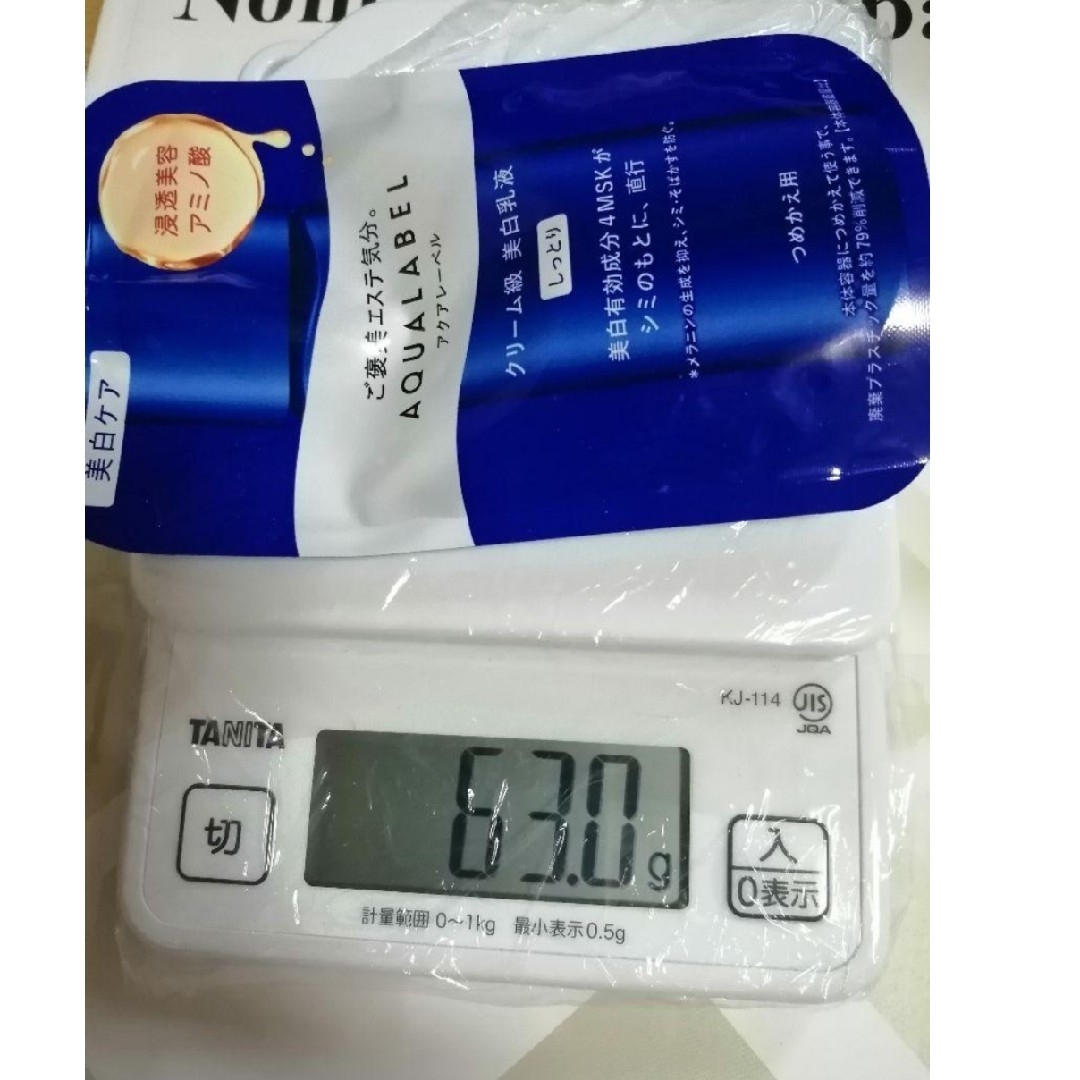 浸透美容
アミノ酸
美白ケア
ご褒美エステ気分。
AQUALABEL
アクアレーベル
クリーム級 美白乳液
しっとり
美白有効成分4MSKが
シミのもとに、直行
*メラニンの生成を抑え、シミ・そばかすを防ぐ。
つめかえ用
本体容器につめかえて使う事で、
廃棄プラスチック量を約79%削減できます。
KJ-114
JIS
JQA
TANITA
切
63.0g
入
0表示
計量範囲 0〜1kg 最小表示0.5g